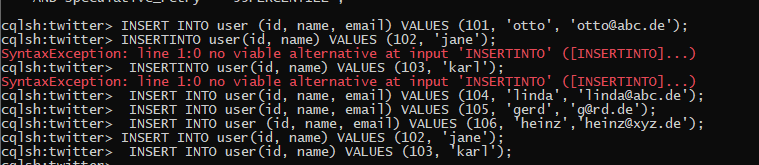 cqlsh:twitter> INSERT INTO user (id, name, email) VALUES (101, 'otto', 'otto@abc.de');
cqlsh:twitter> INSERTINTO user(id, name) VALUES (102, 'jane');
SyntaxException: line 1:0 no viable alternative at input 'INSERTINTO' ([INSERTINTO]...)
cqlsh:twitter>  INSERTINTO user(id, name) VALUES (103, 'karl');
SyntaxException: line 1:0 no viable alternative at input 'INSERTINTO' ([INSERTINTO]...)
cqlsh:twitter>  INSERT INTO user(id, name, email) VALUES (104, 'linda','linda@abc.de');
cqlsh:twitter>  INSERT INTO user(id, name, email) VALUES (105, 'gerd','g@rd.de');
cqlsh:twitter>  INSERT INTO user (id, name, email) VALUES (106, 'heinz','heinz@xyz.de');
cqlsh:twitter> INSERT INTO user(id, name) VALUES (102, 'jane');
cqlsh:twitter>  INSERT INTO user(id, name) VALUES (103, 'karl');
cqlsh:twitter>